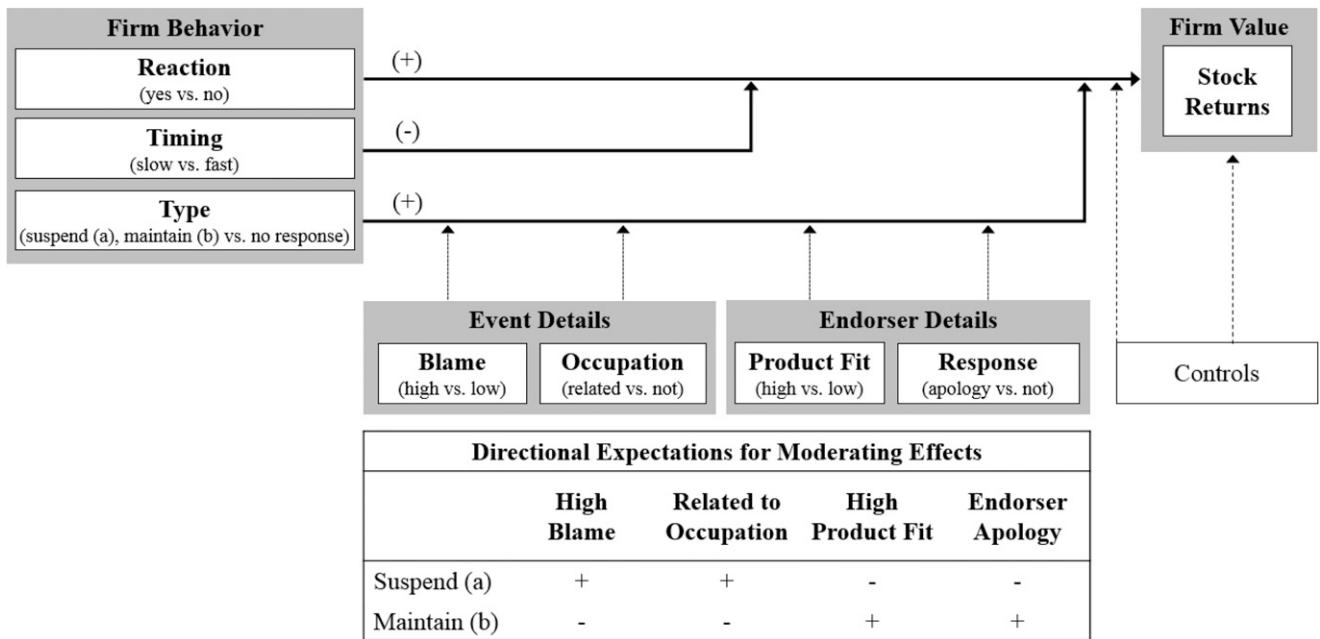 Firm Behavior
Reaction
(yes vs. no)
Timing
(slow vs. fast)
Type
(suspend (a), maintain (b) vs. no response)
(+)
(-)
(+)
Firm Value
Stock
Returns
Event Details
Blame
(high vs. low)
Occupation
(related vs. not)
Endorser Details
Product Fit
(high vs. low)
Response
(apology vs. not)
Controls
Directional Expectations for Moderating Effects
High
Blame
Related to
Occupation
High
Product Fit
Endorser
Apology
Suspend (a) + + - -
Maintain (b) - - + +